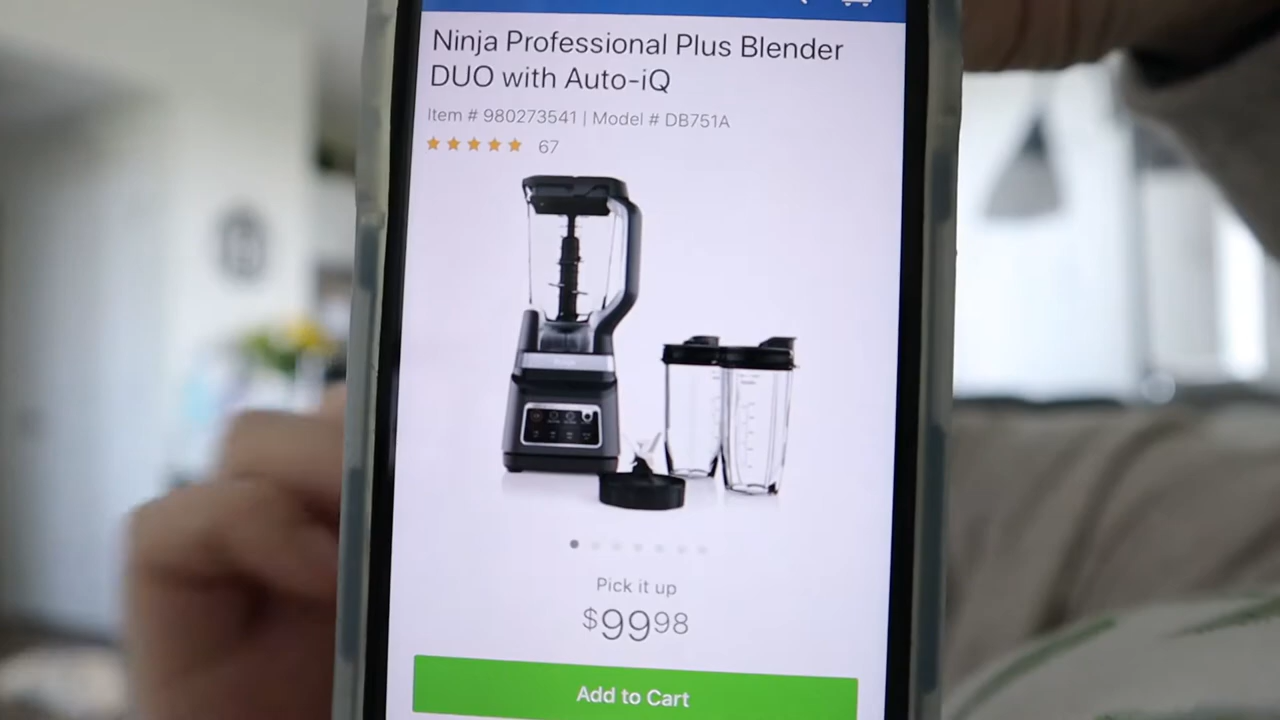 Ninja Professional Plus Blender
DUO with Auto-iQ
Item # 980273541 | Model # DB751A
67
Pick it up
$99.98
Add to Cart